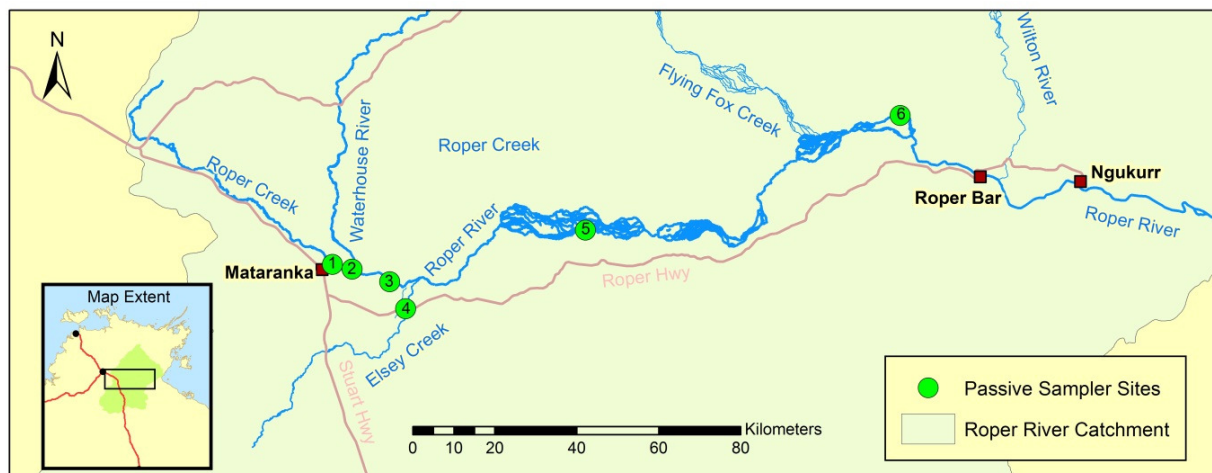 N
Wilton River
Flying Fox Creek
6
Waterhouse River
Roper Creek
Roper Creek
Ngukurr
Roper Bar
Roper River
Roper River
5
1
2
3
4
Mataranka
Roper Hwy
Elsey Creek
Stuart Hwy
Map Extent
Passive Sampler Sites
Roper River Catchment
Kilometers
0 10 20 40 60 80